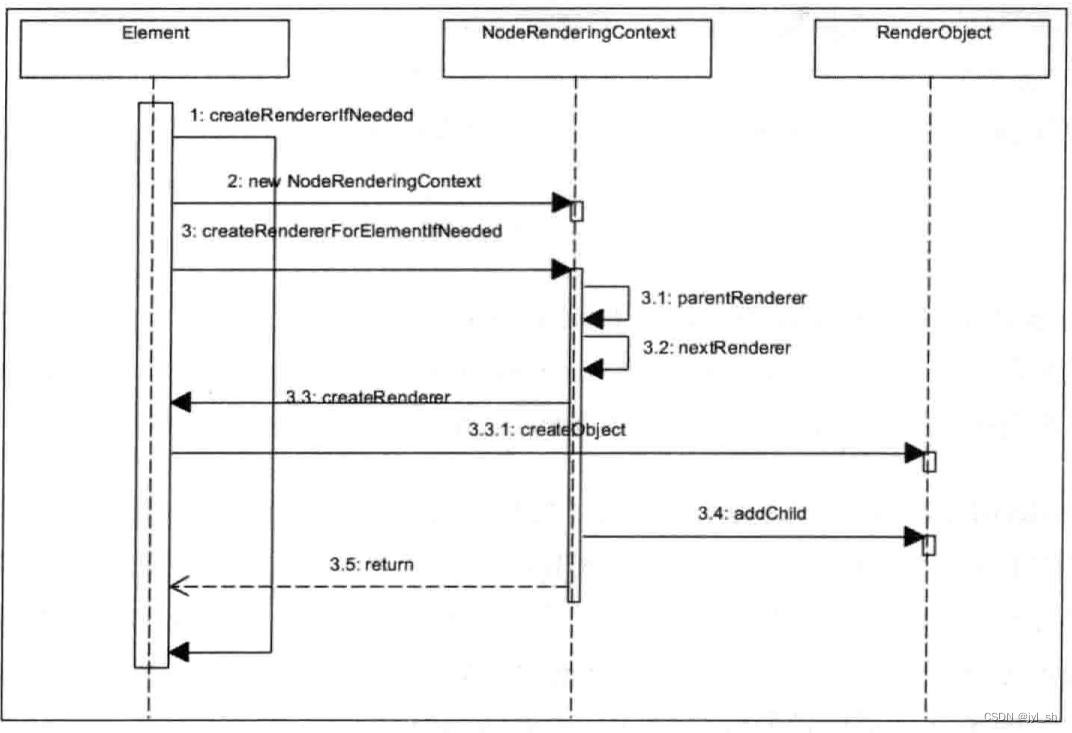 Element
NodeRenderingContext
RenderObject
1: createRendererIfNeeded
2: new NodeRenderingContext
3: createRendererForElementIfNeeded
3.1: parentRenderer
3.2: nextRenderer
3.3: createRenderer
3.3.1: createObject
3.4: addChild
3.5: return
CSDN @jyl_sh